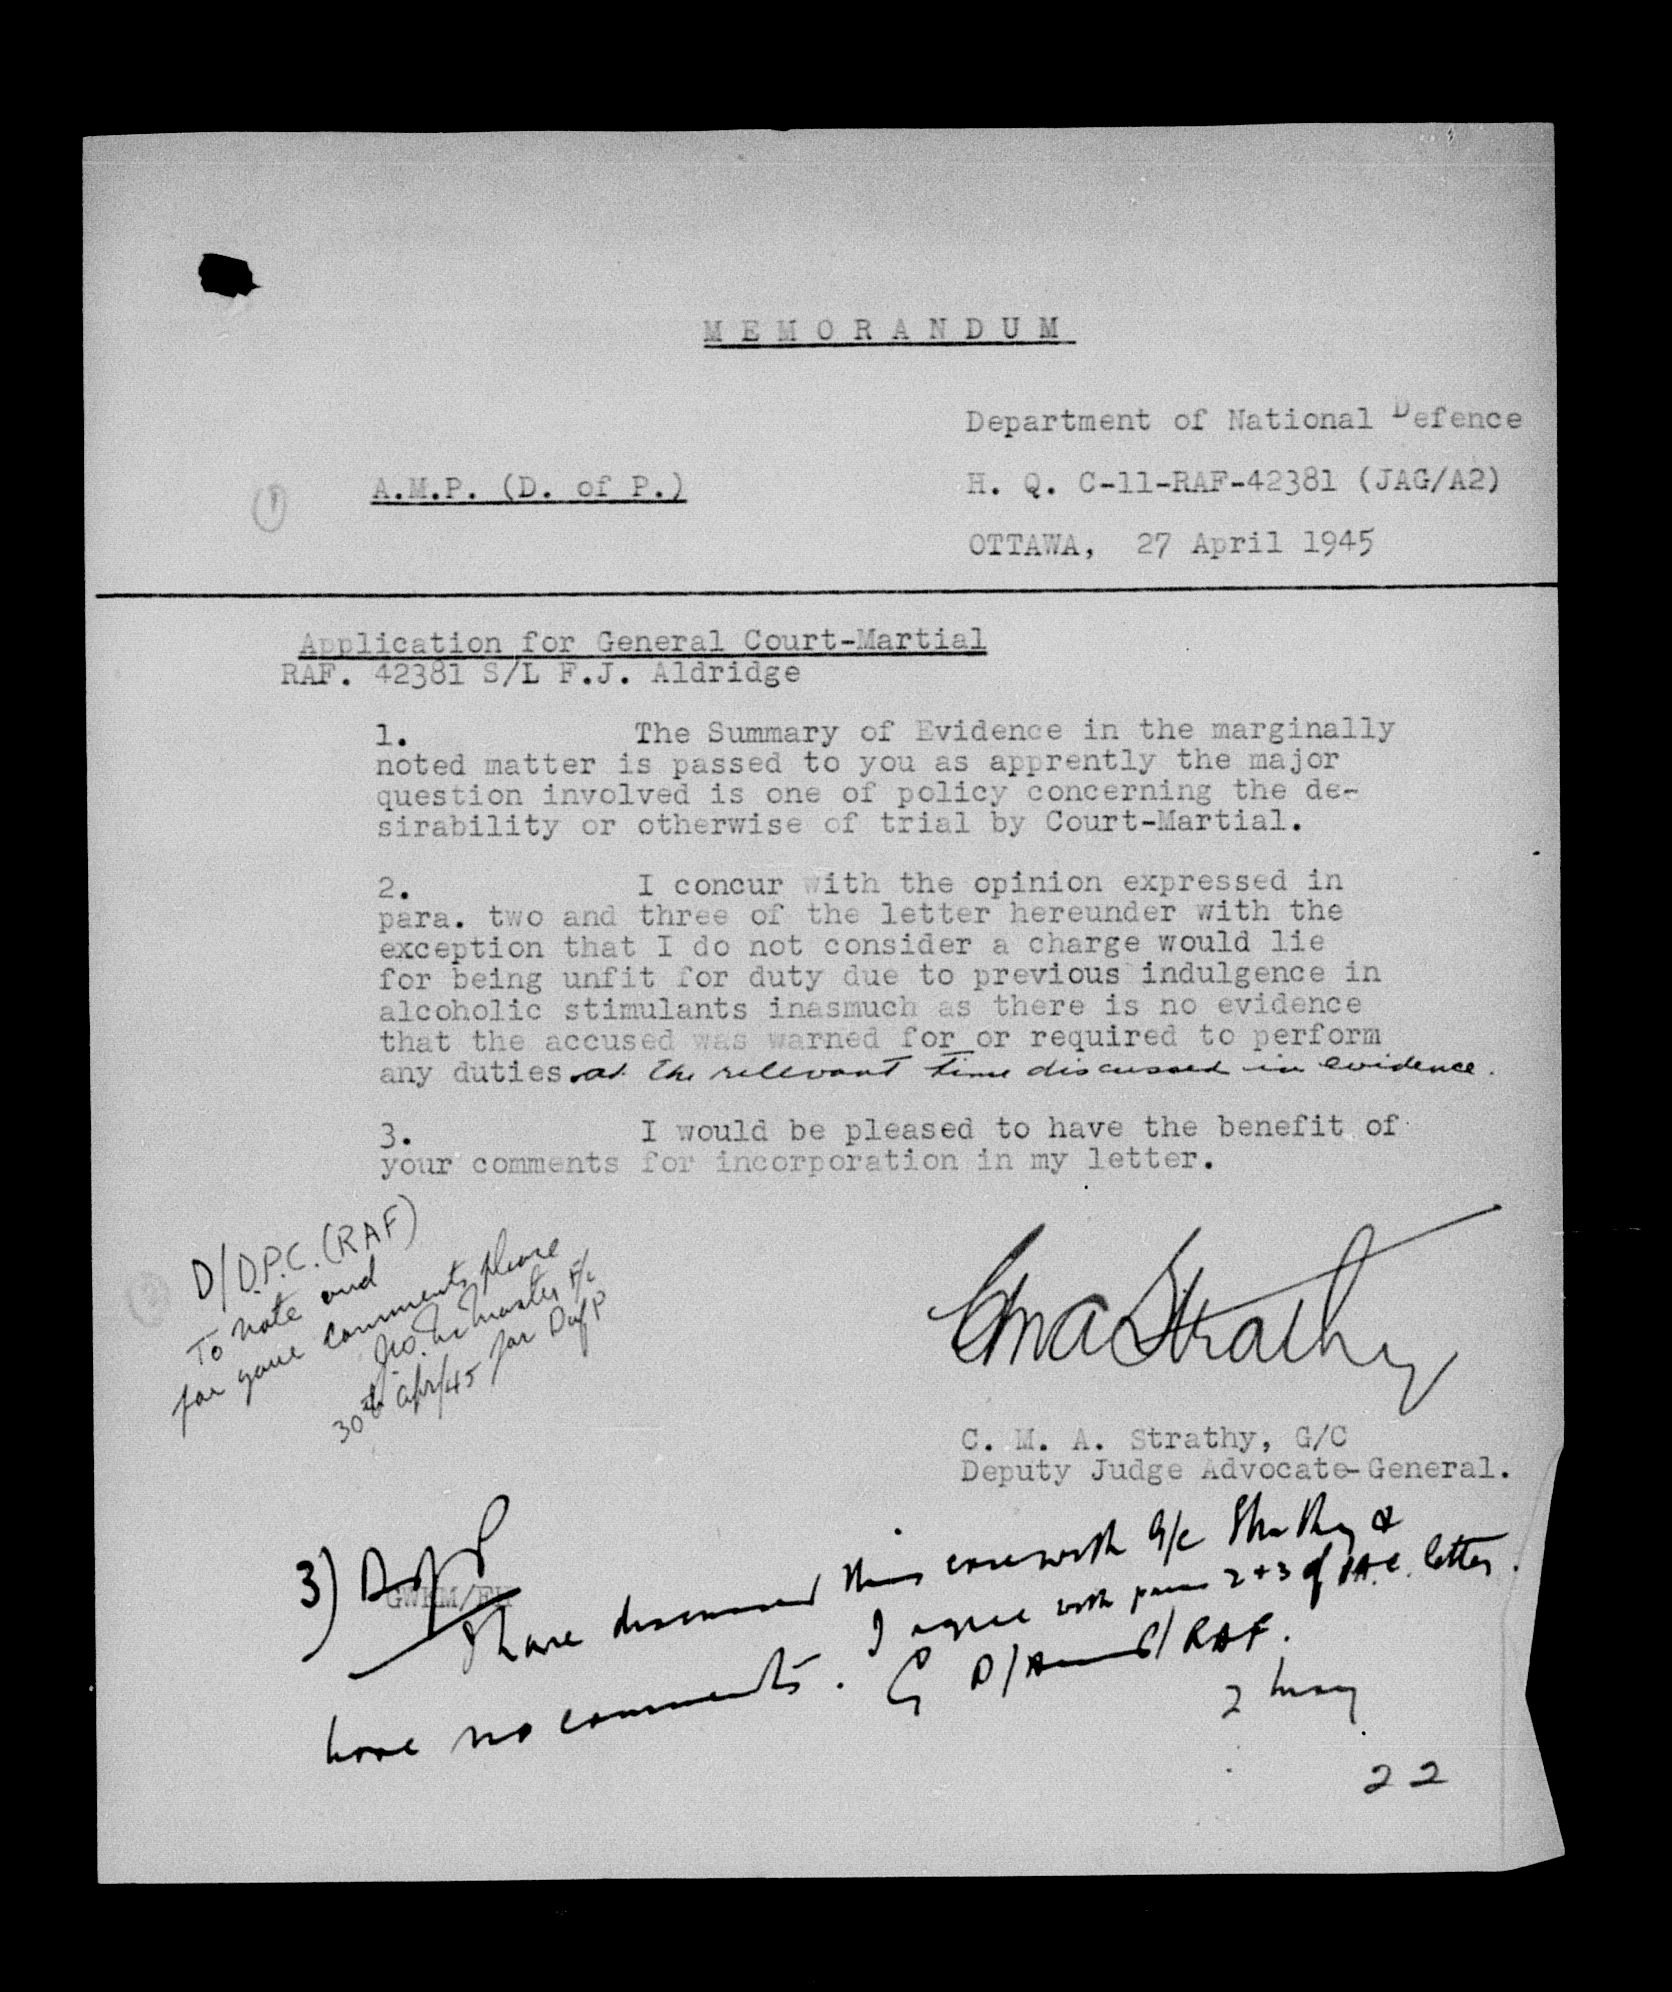 MEMORANDUM
Department of National Defence
A.M.P. (D. of P.)
H. Q. C-11-RAF-42381 (JAG/A2)
OTTAWA, 27 April 1945
Application for General Court-Martial
RAF. 42381 S/L F.J. Aldridge
1. The Summary of Evidence in the marginally
noted matter is passed to you as apprently the major
question involved is one of policy concerning the de-
sirability or otherwise of trial by Court-Martial.
2. I concur with the opinion expressed in
para. two and three of the letter hereunder with the
exception that I do not consider a charge would lie
for being unfit for duty due to previous indulgence in
alcoholic stimulants inasmuch as there is no evidence
that the accused was warned for or required to perform
any duties at the relevant time discussed in evidence.
3. I would be pleased to have the benefit of
your comments for incorporation in my letter.
D/D.P.C. (RAF)
To note and
for your comments please
30th Apr/45 for D of P
CMA Strathy
C. M. A. Strathy, G/C
Deputy Judge Advocate-General.
GWKM/
3) D of P
I have discussed this case with G/C Strathy &
have no comments. I agree with paras 2 + 3 of letter.
RAF.
2 May
22